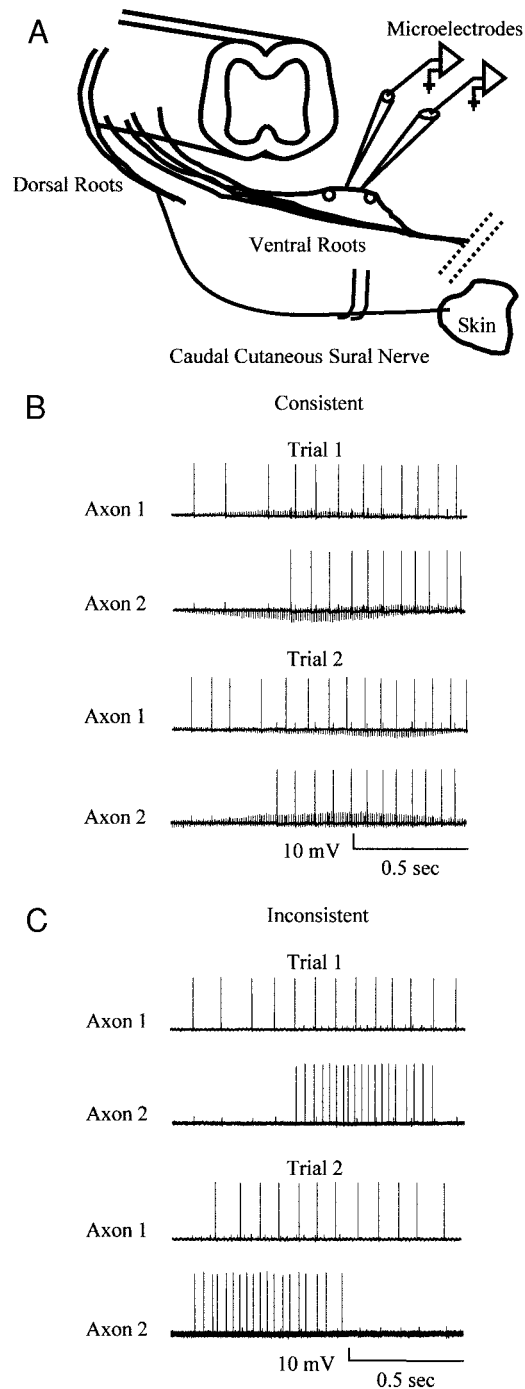 A
Microelectrodes
Dorsal Roots
Ventral Roots
Skin
Caudal Cutaneous Sural Nerve
B
Consistent
Trial 1
Axon 1
Axon 2
Trial 2
Axon 1
Axon 2
10 mV
0.5 sec
C
Inconsistent
Trial 1
Axon 1
Axon 2
Trial 2
Axon 1
Axon 2
10 mV
0.5 sec